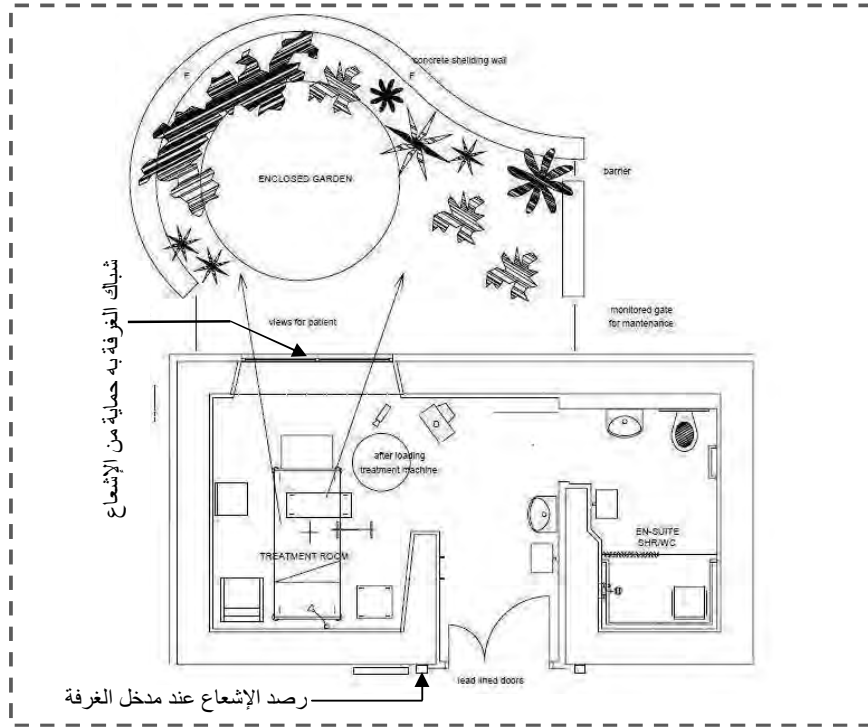 concrete sheilding wall
F
F
ENCLOSED GARDEN
barrier
شباك الغرفة به حماية من الإشعاع
views for patient
monitored gate
for mantenance
after loading
treatment machine
EN-SUITE
SHR/WC
TREATMENT ROOM
lead lined doors
رصد الإشعاع عند مدخل الغرفة